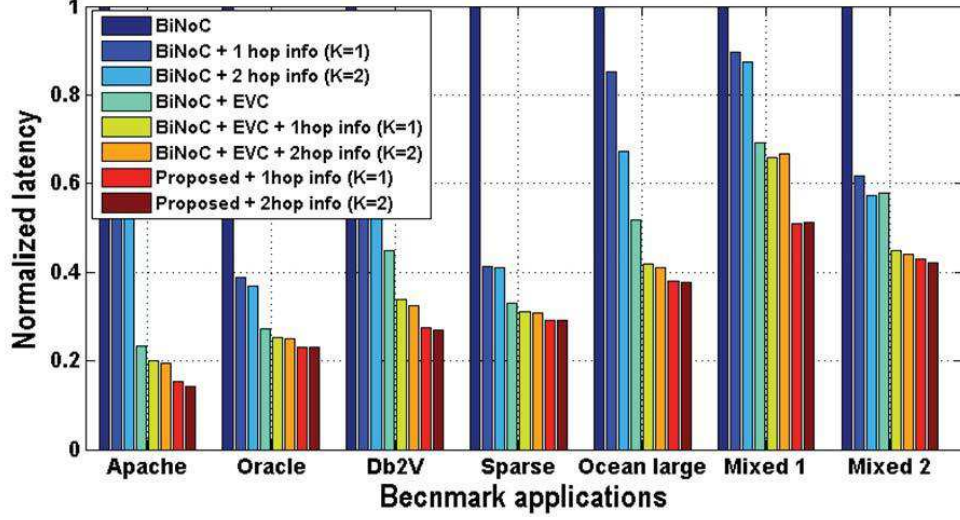 1
0.8
0.6
0.4
0.2
0
Normalized latency
BiNoC
BiNoC + 1 hop info (K=1)
BiNoC + 2 hop info (K=2)
BiNoC + EVC
BiNoC + EVC + 1hop info (K=1)
BiNoC + EVC + 2hop info (K=2)
Proposed + 1hop info (K=1)
Proposed + 2hop info (K=2)
Apache Oracle Db2V Sparse Ocean large Mixed 1 Mixed 2
Becnmark applications